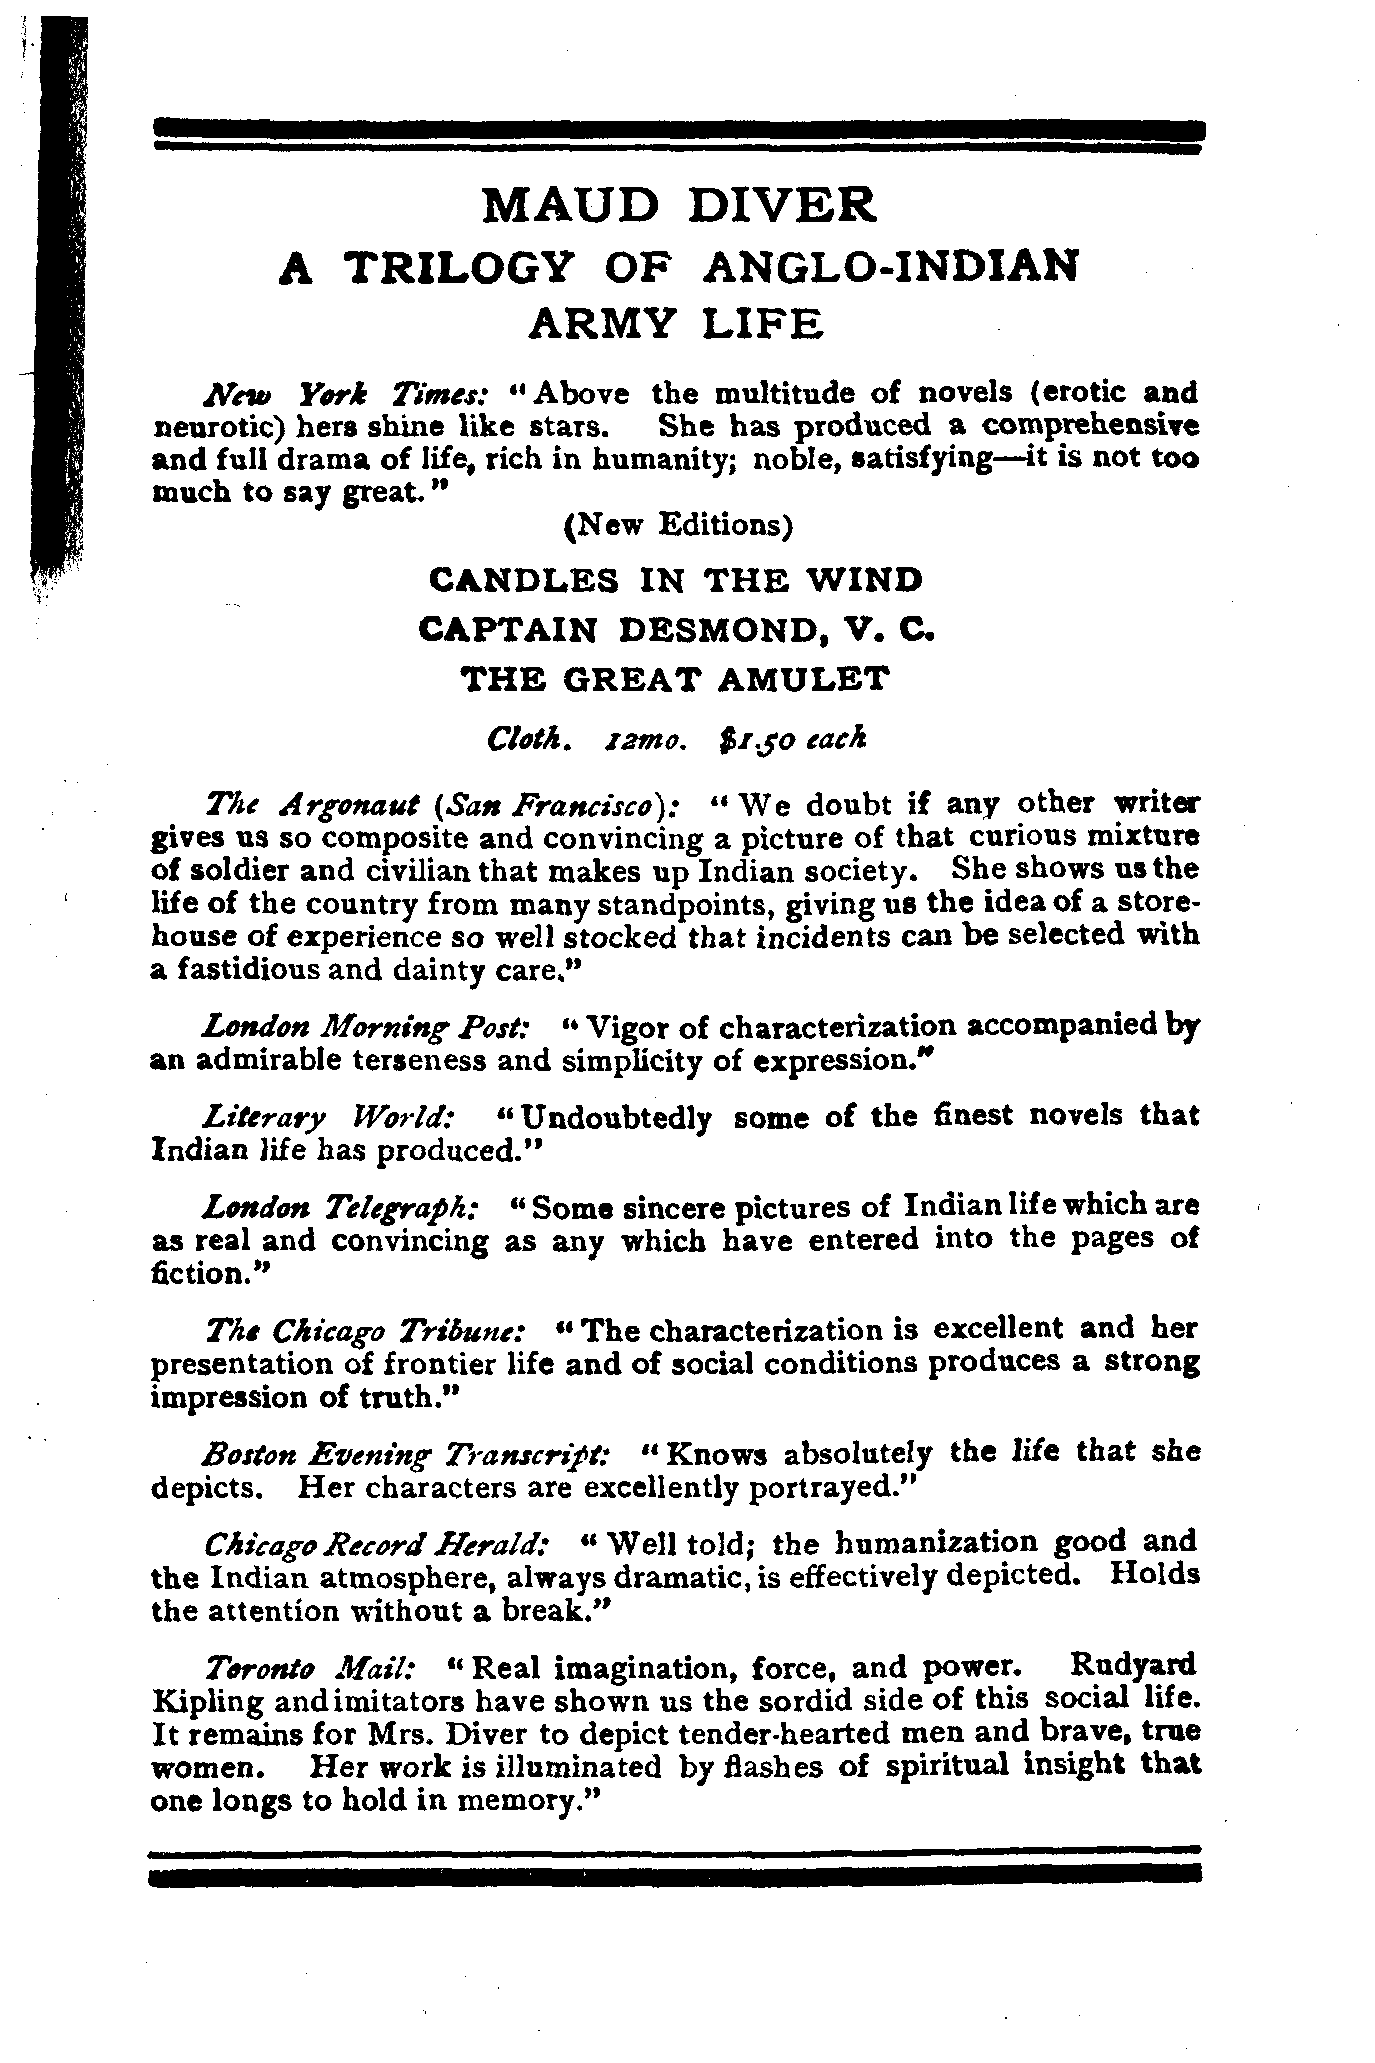 MAUD DIVER
A TRILOGY OF ANGLO-INDIAN
ARMY LIFE
New York Times: "Above the multitude of novels (erotic and
neurotic) hers shine like stars. She has produced a comprehensive
and full drama of life, rich in humanity; noble, satisfying—it is not too
much to say great."
(New Editions)
CANDLES IN THE WIND
CAPTAIN DESMOND, V. C.
THE GREAT AMULET
Cloth. 12mo. $1.50 each
The Argonaut (San Francisco): "We doubt if any other writer
gives us so composite and convincing a picture of that curious mixture
of soldier and civilian that makes up Indian society. She shows us the
life of the country from many standpoints, giving us the idea of a store-
house of experience so well stocked that incidents can be selected with
a fastidious and dainty care."
London Morning Post: "Vigor of characterization accompanied by
an admirable terseness and simplicity of expression."
Literary World: "Undoubtedly some of the finest novels that
Indian life has produced."
London Telegraph: "Some sincere pictures of Indian life which are
as real and convincing as any which have entered into the pages of
fiction."
The Chicago Tribune: "The characterization is excellent and her
presentation of frontier life and of social conditions produces a strong
impression of truth."
Boston Evening Transcript: "Knows absolutely the life that she
depicts. Her characters are excellently portrayed."
Chicago Record Herald: "Well told; the humanization good and
the Indian atmosphere, always dramatic, is effectively depicted. Holds
the attention without a break."
Toronto Mail: "Real imagination, force, and power. Rudyard
Kipling and imitators have shown us the sordid side of this social life.
It remains for Mrs. Diver to depict tender-hearted men and brave, true
women. Her work is illuminated by flashes of spiritual insight that
one longs to hold in memory."